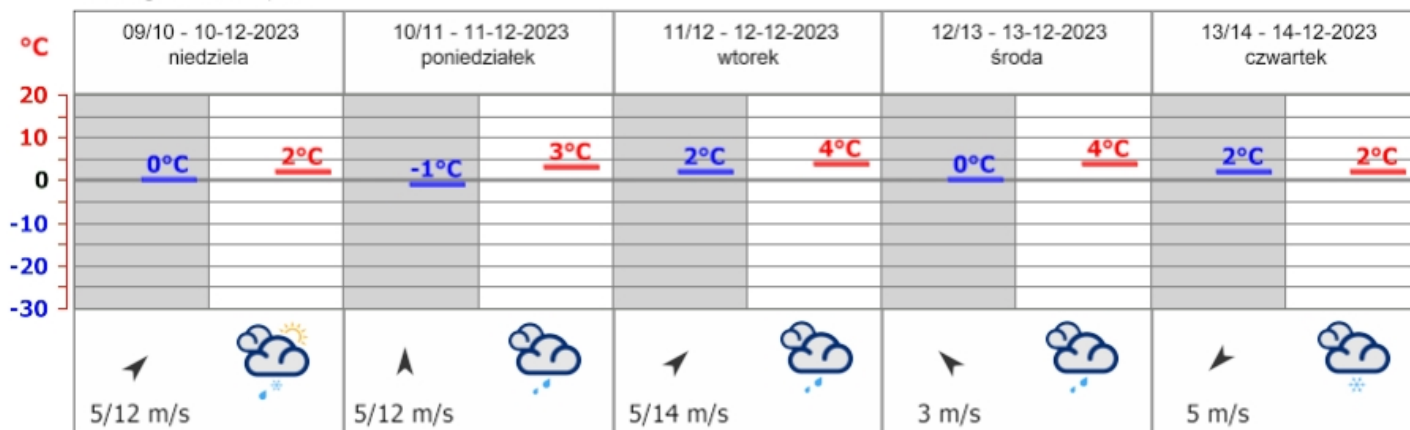 °C
09/10 - 10-12-2023
niedziela
10/11 - 11-12-2023
poniedziałek
11/12 - 12-12-2023
wtorek
12/13 - 13-12-2023
środa
13/14 - 14-12-2023
czwartek
20
10
0
-10
-20
-30
0°C 2°C -1°C 3°C 2°C 4°C 0°C 4°C 2°C 2°C
5/12 m/s 5/12 m/s 5/14 m/s 3 m/s 5 m/s